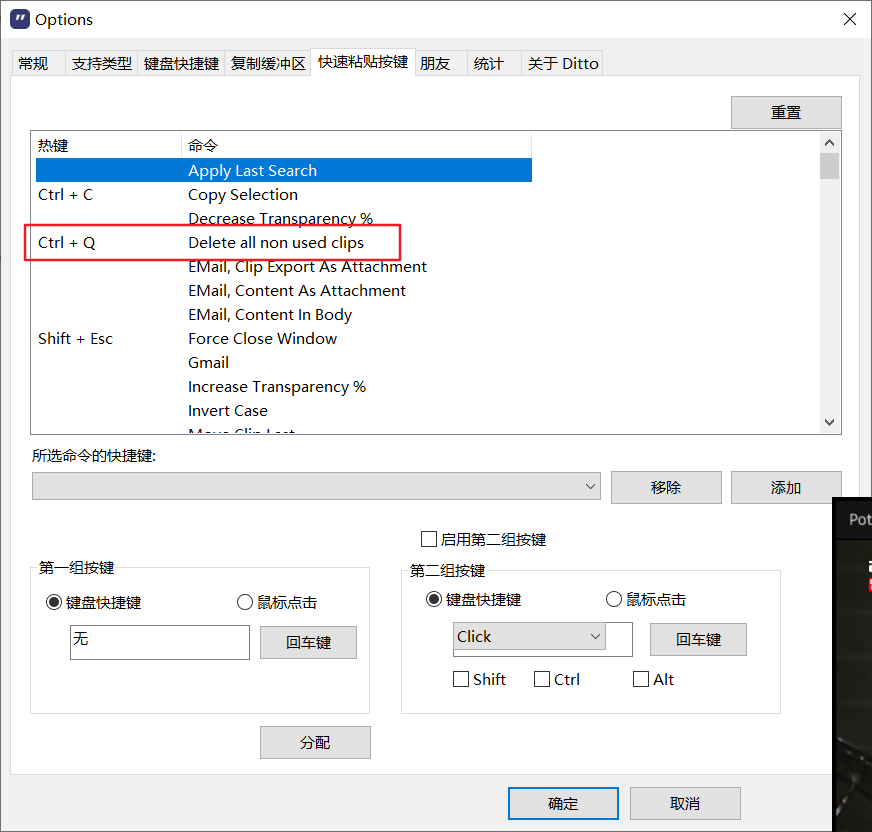 Options
常规 支持类型 键盘快捷键 复制缓冲区 快速粘贴按键 朋友 统计 关于 Ditto
重置
热键 命令
Apply Last Search
Ctrl + C Copy Selection
Decrease Transparency %
Ctrl + Q Delete all non used clips
EMail, Clip Export As Attachment
EMail, Content As Attachment
EMail, Content In Body
Shift + Esc Force Close Window
Gmail
Increase Transparency %
Invert Case
Move Clip Last
所选命令的快捷键:
移除 添加
Pot
启用第二组按键
第一组按键
键盘快捷键 鼠标点击
无 回车键
分配
第二组按键
键盘快捷键 鼠标点击
Click 回车键
Shift Ctrl Alt
确定 取消